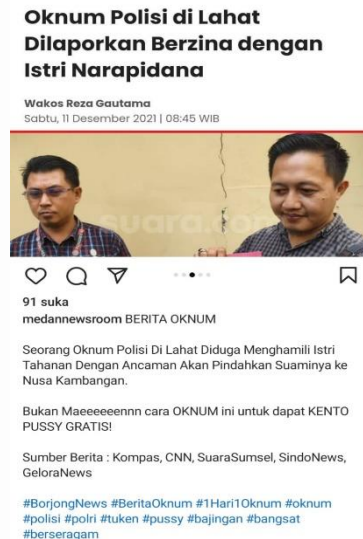 Oknum Polisi di Lahat
Dilaporkan Berzina dengan
Istri Narapidana
Wakos Reza Gautama
Sabtu, 11 Desember 2021 | 08:45 WIB
suara.com
91 suka
medannewsroom BERITA OKNUM
Seorang Oknum Polisi Di Lahat Diduga Menghamili Istri
Tahanan Dengan Ancaman Akan Pindahkan Suaminya ke
Nusa Kambangan.
Bukan Maeeeeeennn cara OKNUM ini untuk dapat KENTO
PUSSY GRATIS!
Sumber Berita : Kompas, CNN, SuaraSumsel, SindoNews,
GeloraNews
#BorjongNews #BeritaOknum #1Hari1Oknum #oknum
#polisi #polri #tuken #pussy #bajingan #bangsat
#berseragam